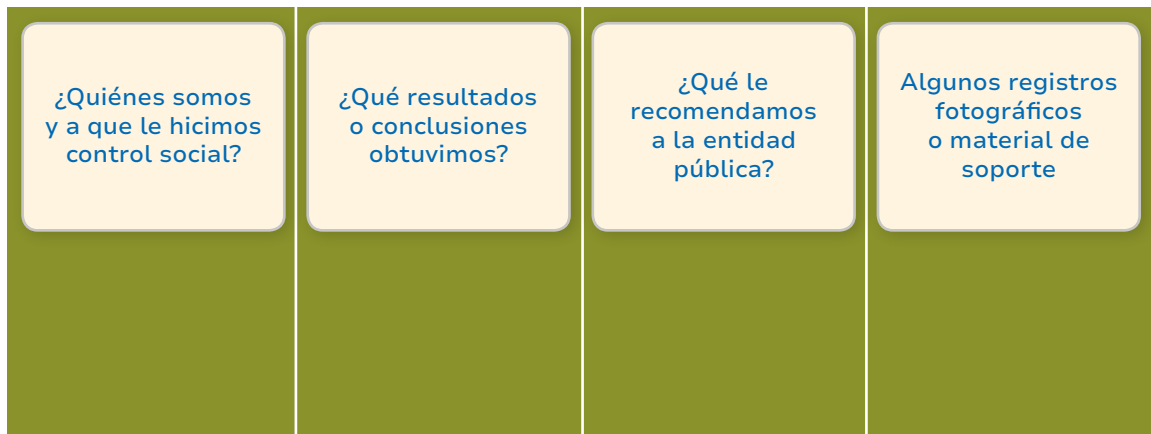 ¿Quiénes somos
y a que le hicimos
control social?
¿Qué resultados
o conclusiones
obtuvimos?
¿Qué le
recomendamos
a la entidad
pública?
Algunos registros
fotográficos
o material de
soporte